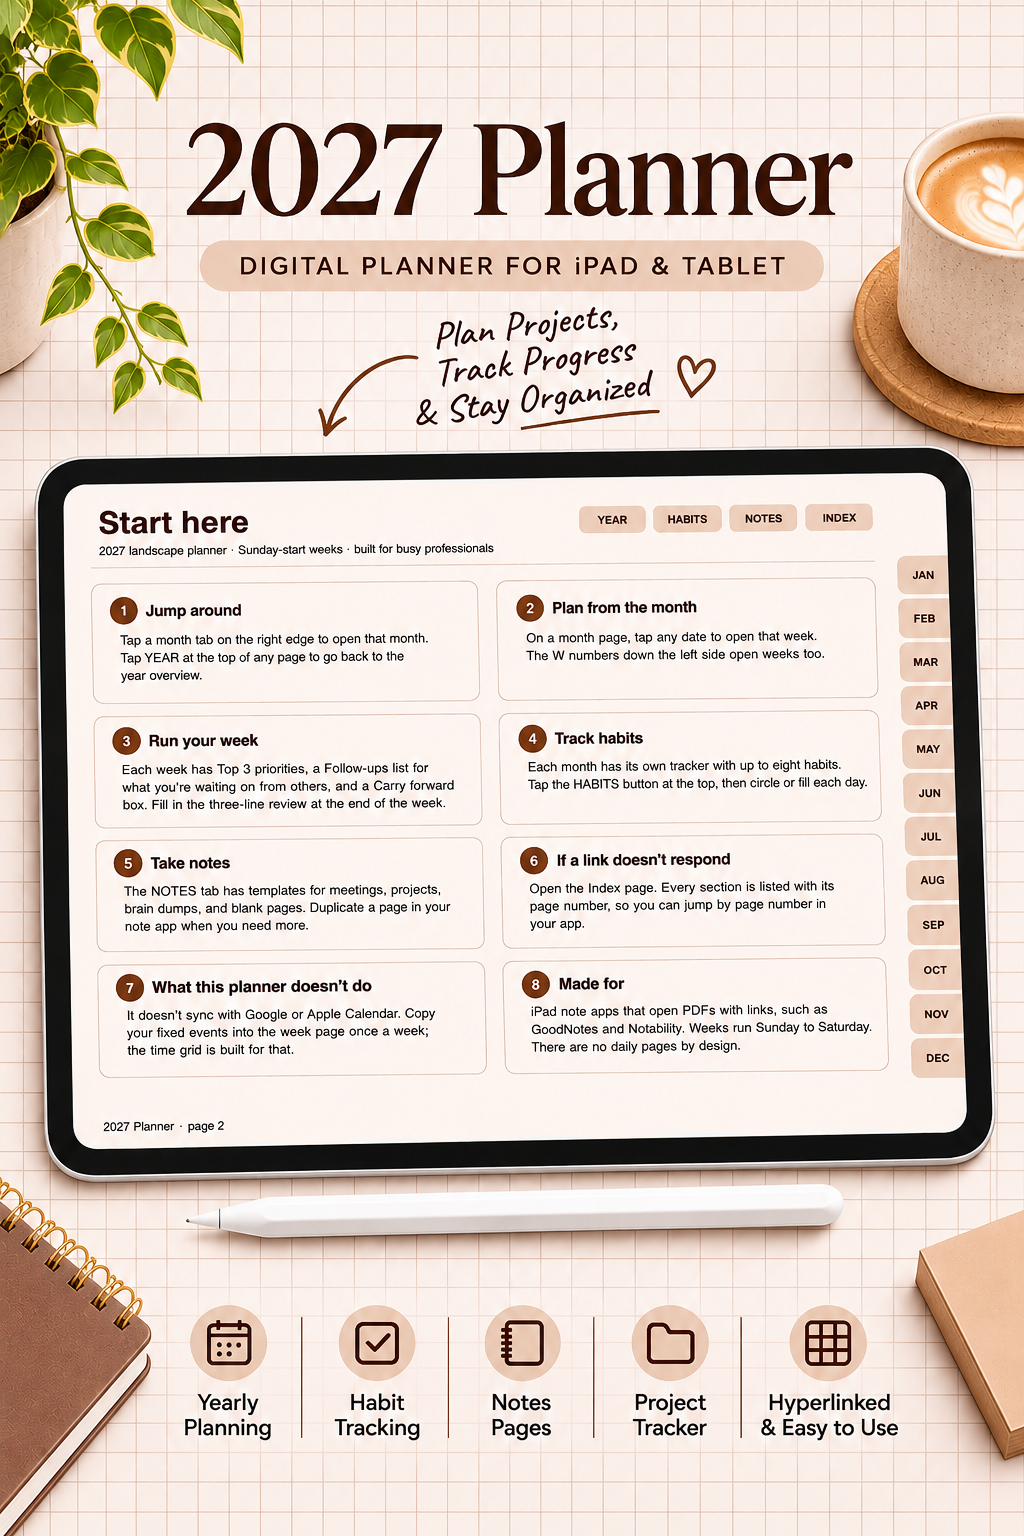 2027 Planner
DIGITAL PLANNER FOR iPAD & TABLET
Plan Projects,
Track Progress
& Stay Organized
Start here
2027 landscape planner · Sunday-start weeks · built for busy professionals
YEAR
HABITS
NOTES
INDEX
1 Jump around
Tap a month tab on the right edge to open that month.
Tap YEAR at the top of any page to go back to the
year overview.
2 Plan from the month
On a month page, tap any date to open that week.
The W numbers down the left side open weeks too.
3 Run your week
Each week has Top 3 priorities, a Follow-ups list for
what you're waiting on from others, and a Carry forward
box. Fill in the three-line review at the end of the week.
4 Track habits
Each month has its own tracker with up to eight habits.
Tap the HABITS button at the top, then circle or fill each day.
5 Take notes
The NOTES tab has templates for meetings, projects,
brain dumps, and blank pages. Duplicate a page in your
note app when you need more.
6 If a link doesn't respond
Open the Index page. Every section is listed with its
page number, so you can jump by page number in
your app.
7 What this planner doesn't do
It doesn't sync with Google or Apple Calendar. Copy
your fixed events into the week page once a week;
the time grid is built for that.
8 Made for
iPad note apps that open PDFs with links, such as
GoodNotes and Notability. Weeks run Sunday to Saturday.
There are no daily pages by design.
JAN
FEB
MAR
APR
MAY
JUN
JUL
AUG
SEP
OCT
NOV
DEC
2027 Planner · page 2
Yearly
Planning
Habit
Tracking
Notes
Pages
Project
Tracker
Hyperlinked
& Easy to Use